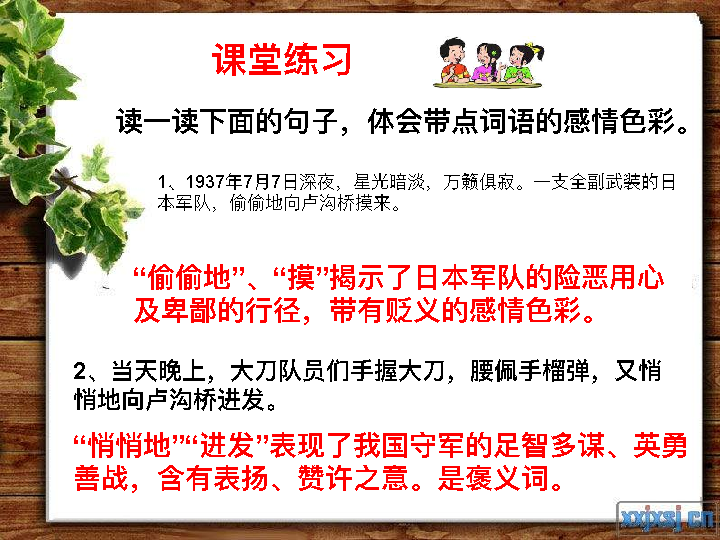 课堂练习
读一读下面的句子，体会带点词语的感情色彩。
1、1937年7月7日深夜，星光暗淡，万籁俱寂。一支全副武装的日
本军队，偷偷地向卢沟桥摸来。
“偷偷地”、“摸”揭示了日本军队的险恶用心
及卑鄙的行径，带有贬义的感情色彩。
2、当天晚上，大刀队员们手握大刀，腰佩手榴弹，又悄
悄地向卢沟桥进发。
“悄悄地”“进发”表现了我国守军的足智多谋、英勇
善战，含有表扬、赞许之意。是褒义词。
xxjxsj.cn